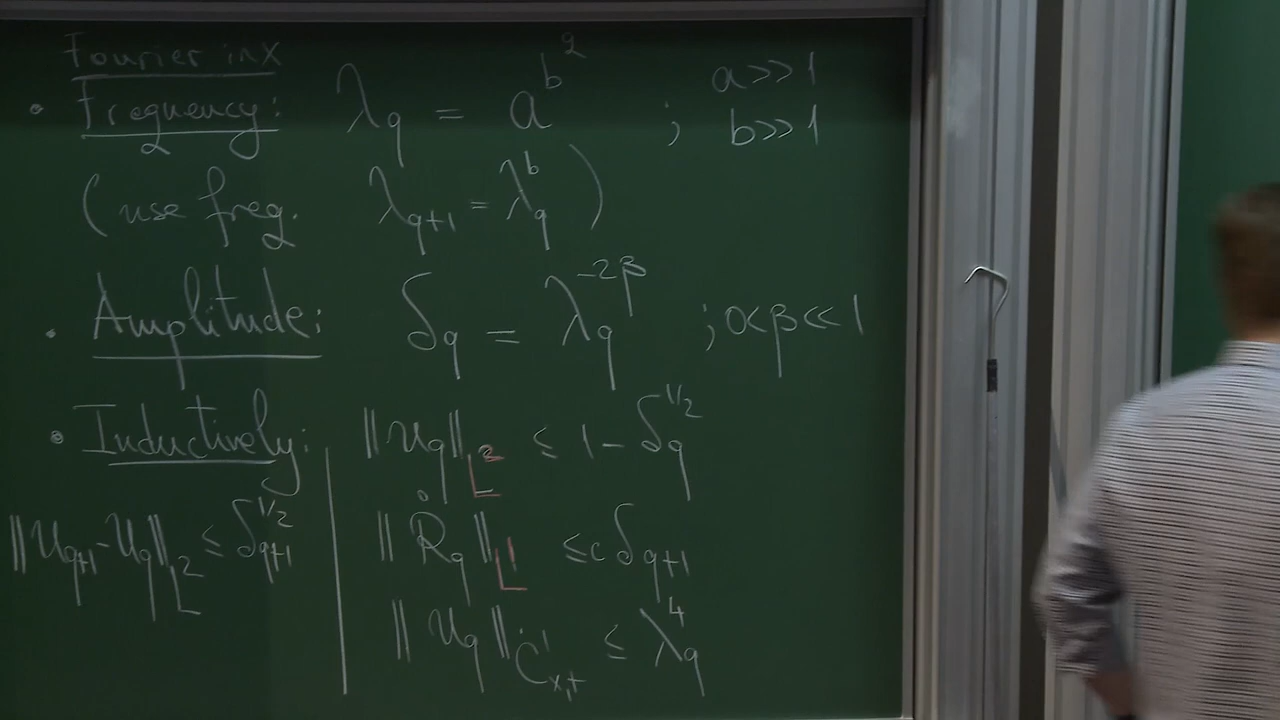 Fourier in x
• Frequency: λ_q = a^{b^q} ; a>>1
b>>1
(use freq. λ_{q+1} = λ_q^b )
• Amplitude: δ_q = λ_q^{-2β} ; 0<β<<1
• Inductively: ‖u_q‖_{L^2} ≤ 1 - δ_q^{1/2}
‖u_{q+1} - u_q‖_{L^2} ≤ δ_{q+1}^{1/2}
‖R̊_q‖_{L^1} ≤ c δ_{q+1}
‖u_q‖_{Ċ^1_{x,t}} ≤ λ_q^4